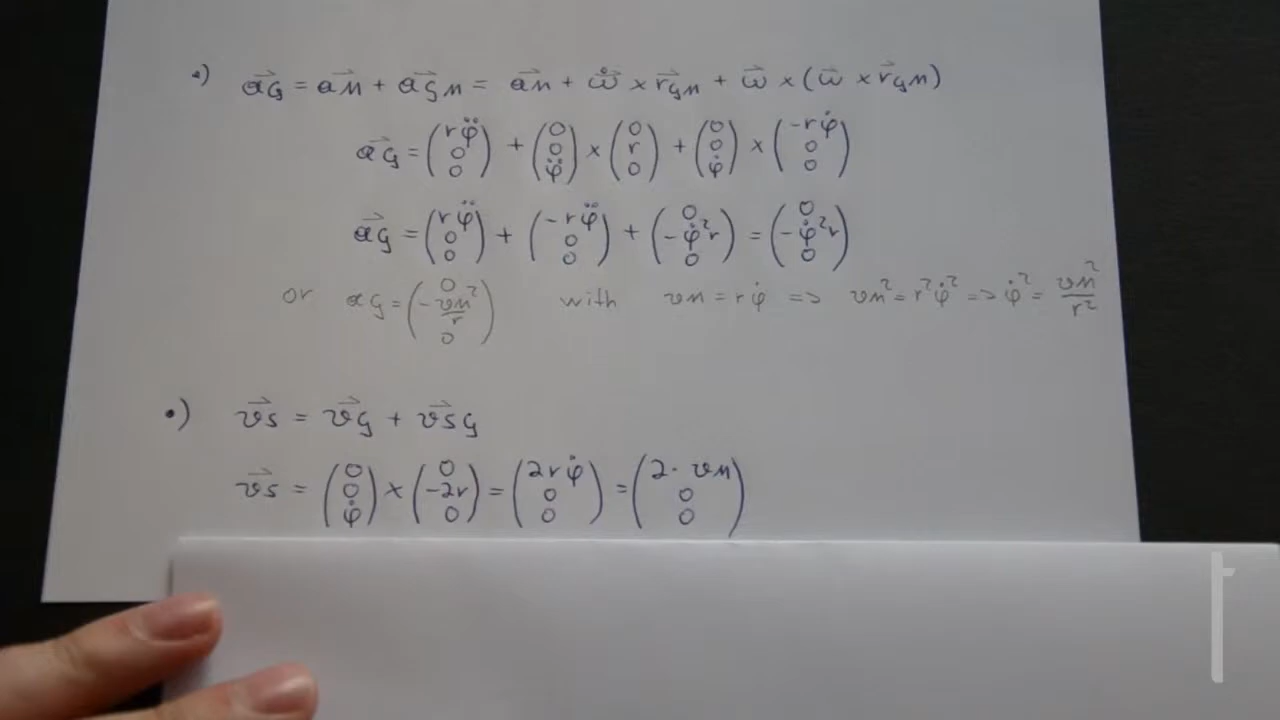 •) a⃗G = a⃗M + a⃗GM = a⃗M + ω⃗̇ × r⃗GM + ω⃗ × (ω⃗ × r⃗GM)
a⃗G = (rφ̈ 0 0) + (0 0 φ̈) × (0 r 0) + (0 0 φ̇) × (-rφ̇ 0 0)
a⃗G = (rφ̈ 0 0) + (-rφ̈ 0 0) + (0 -φ̇²r 0) = (0 -φ̇²r 0)
or aG = (0 -vM²/r 0) with vM = rφ̇ => vM² = r²φ̇² => φ̇² = vM²/r²
•) v⃗S = v⃗G + v⃗SG
v⃗S = (0 0 φ̇) × (0 -2r 0) = (2rφ̇ 0 0) = (2·vM 0 0)